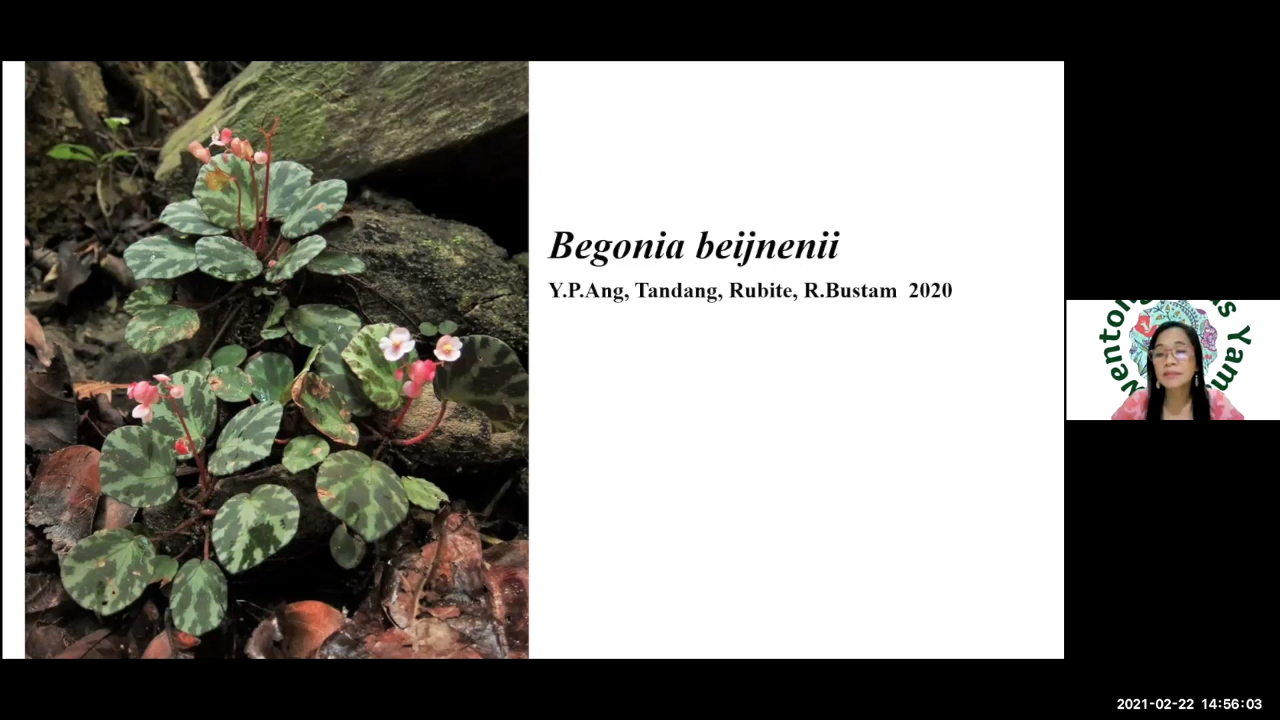 Begonia beijnenii
Y.P.Ang, Tandang, Rubite, R.Bustam 2020
2021-02-22 14:56:03